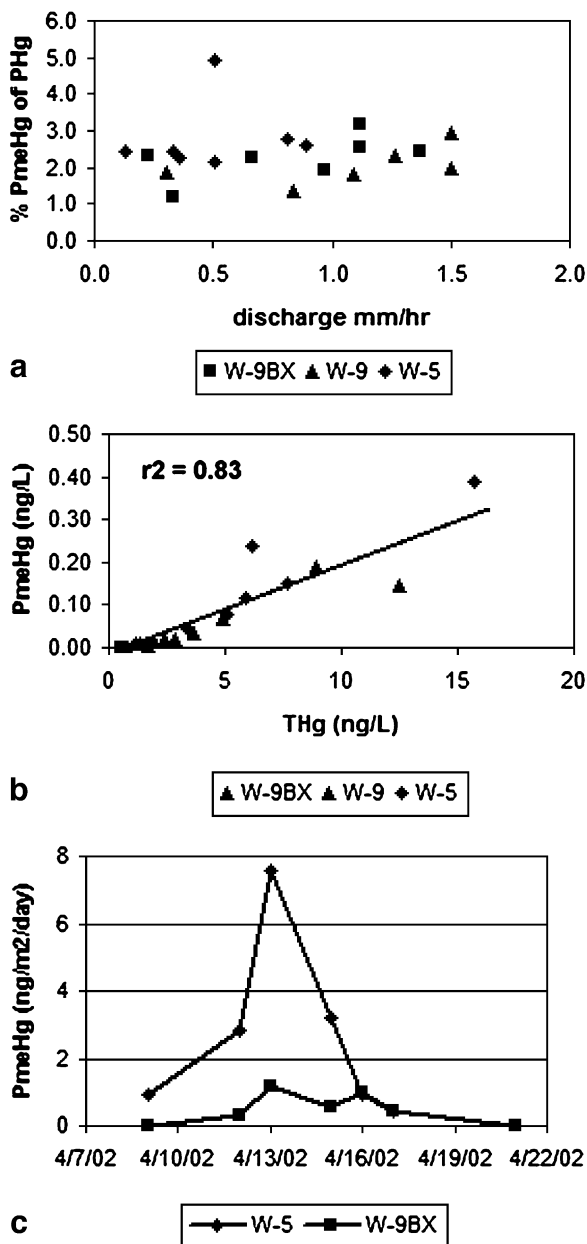 6.0
5.0
4.0
3.0
2.0
1.0
0.0
% PmeHg of PHg
0.0 0.5 1.0 1.5 2.0
discharge mm/hr
a
W-9BX W-9 W-5
0.50
0.40
0.30
0.20
0.10
0.00
PmeHg (ng/L)
r2 = 0.83
0 5 10 15 20
THg (ng/L)
b
W-9BX W-9 W-5
8
6
4
2
0
PmeHg (ng/m2/day)
4/7/02 4/10/02 4/13/02 4/16/02 4/19/02 4/22/02
c
W-5 W-9BX